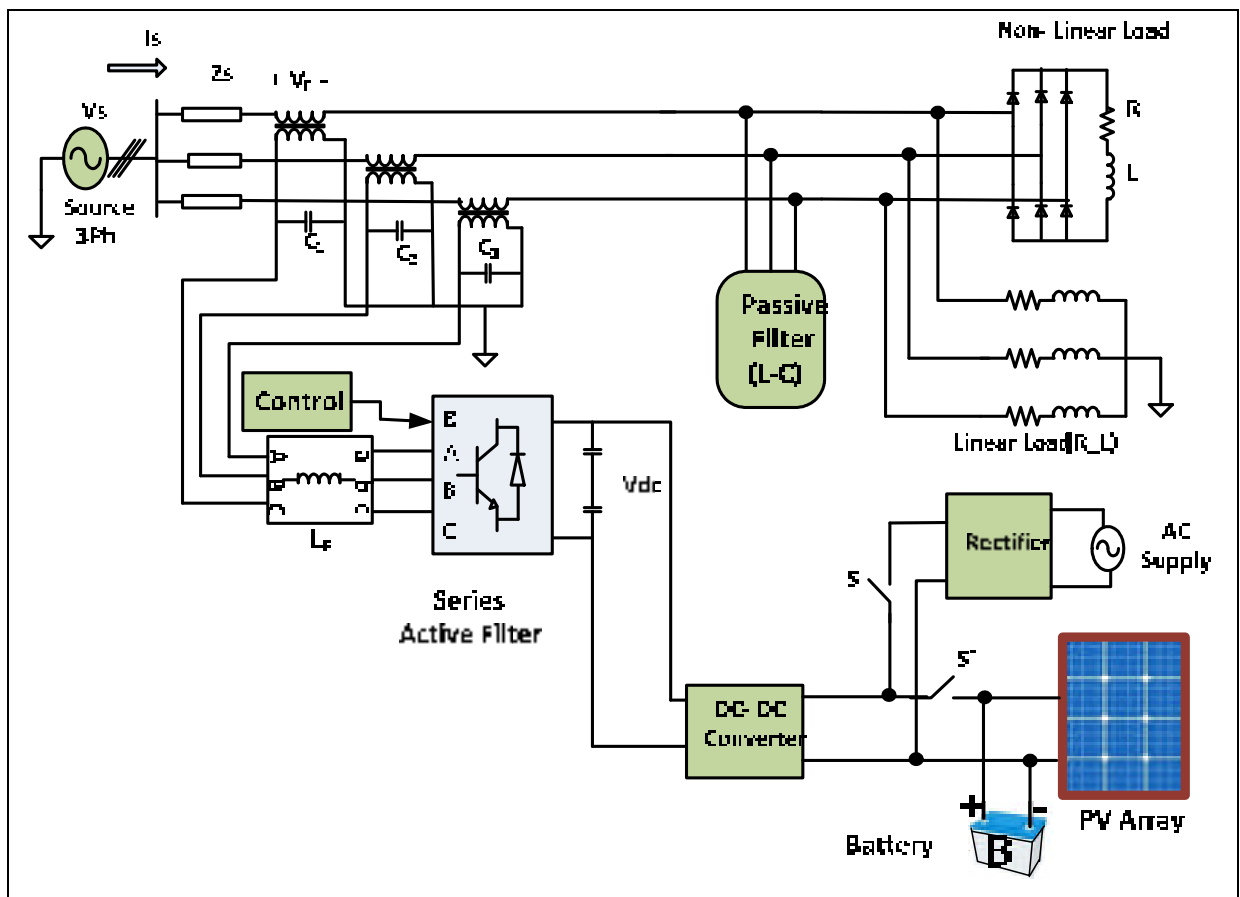 Non- Linear Load
Is
Zs
+ Vf -
Vs
R
L
Source
3Ph
C1
C2
C3
Passive
Filter
(L-C)
Control
E
A
B
C
A
B
C
A
B
C
LF
Vdc
Linear Load(R_L)
Series
Active Filter
Rectifier
AC
Supply
S
S-
DC- DC
Converter
+
-
B
Battery
PV Array